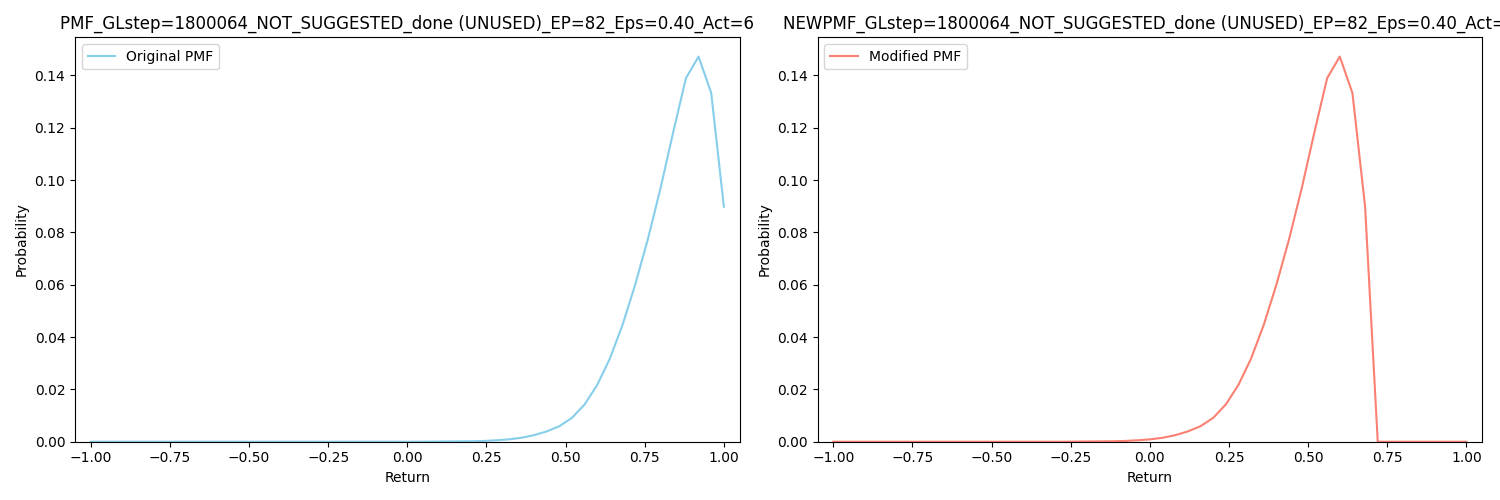 PMF_GLstep=1800064_NOT_SUGGESTED_done (UNUSED)_EP=82_Eps=0.40_Act=6
Original PMF
0.14
0.12
0.10
0.08
0.06
0.04
0.02
0.00
Probability
−1.00 −0.75 −0.50 −0.25 0.00 0.25 0.50 0.75 1.00
Return
NEWPMF_GLstep=1800064_NOT_SUGGESTED_done (UNUSED)_EP=82_Eps=0.40_Act=
Modified PMF
0.14
0.12
0.10
0.08
0.06
0.04
0.02
0.00
Probability
−1.00 −0.75 −0.50 −0.25 0.00 0.25 0.50 0.75 1.00
Return